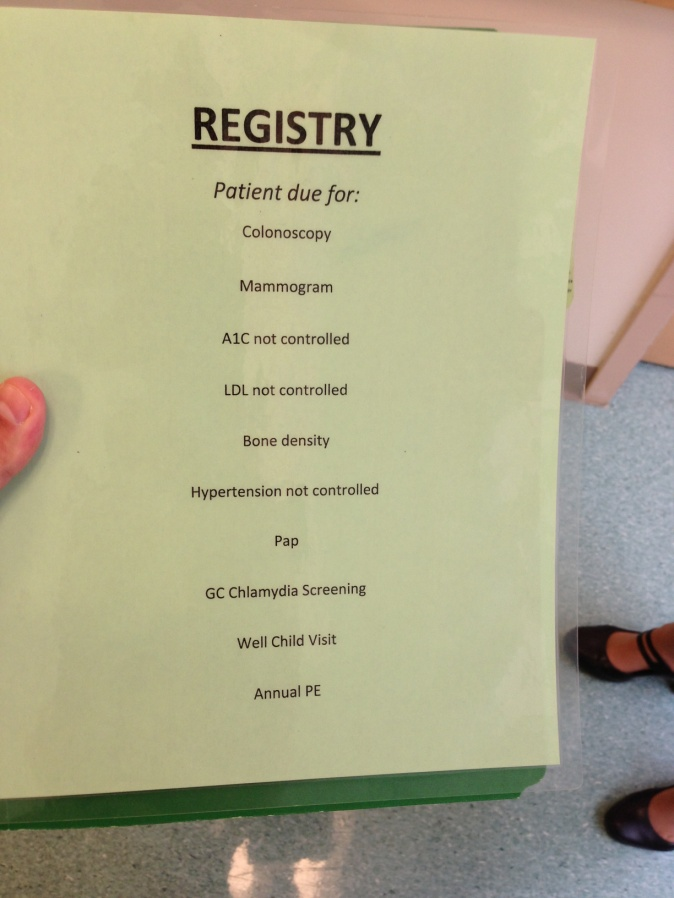 REGISTRY
Patient due for:
Colonoscopy
Mammogram
A1C not controlled
LDL not controlled
Bone density
Hypertension not controlled
Pap
GC Chlamydia Screening
Well Child Visit
Annual PE